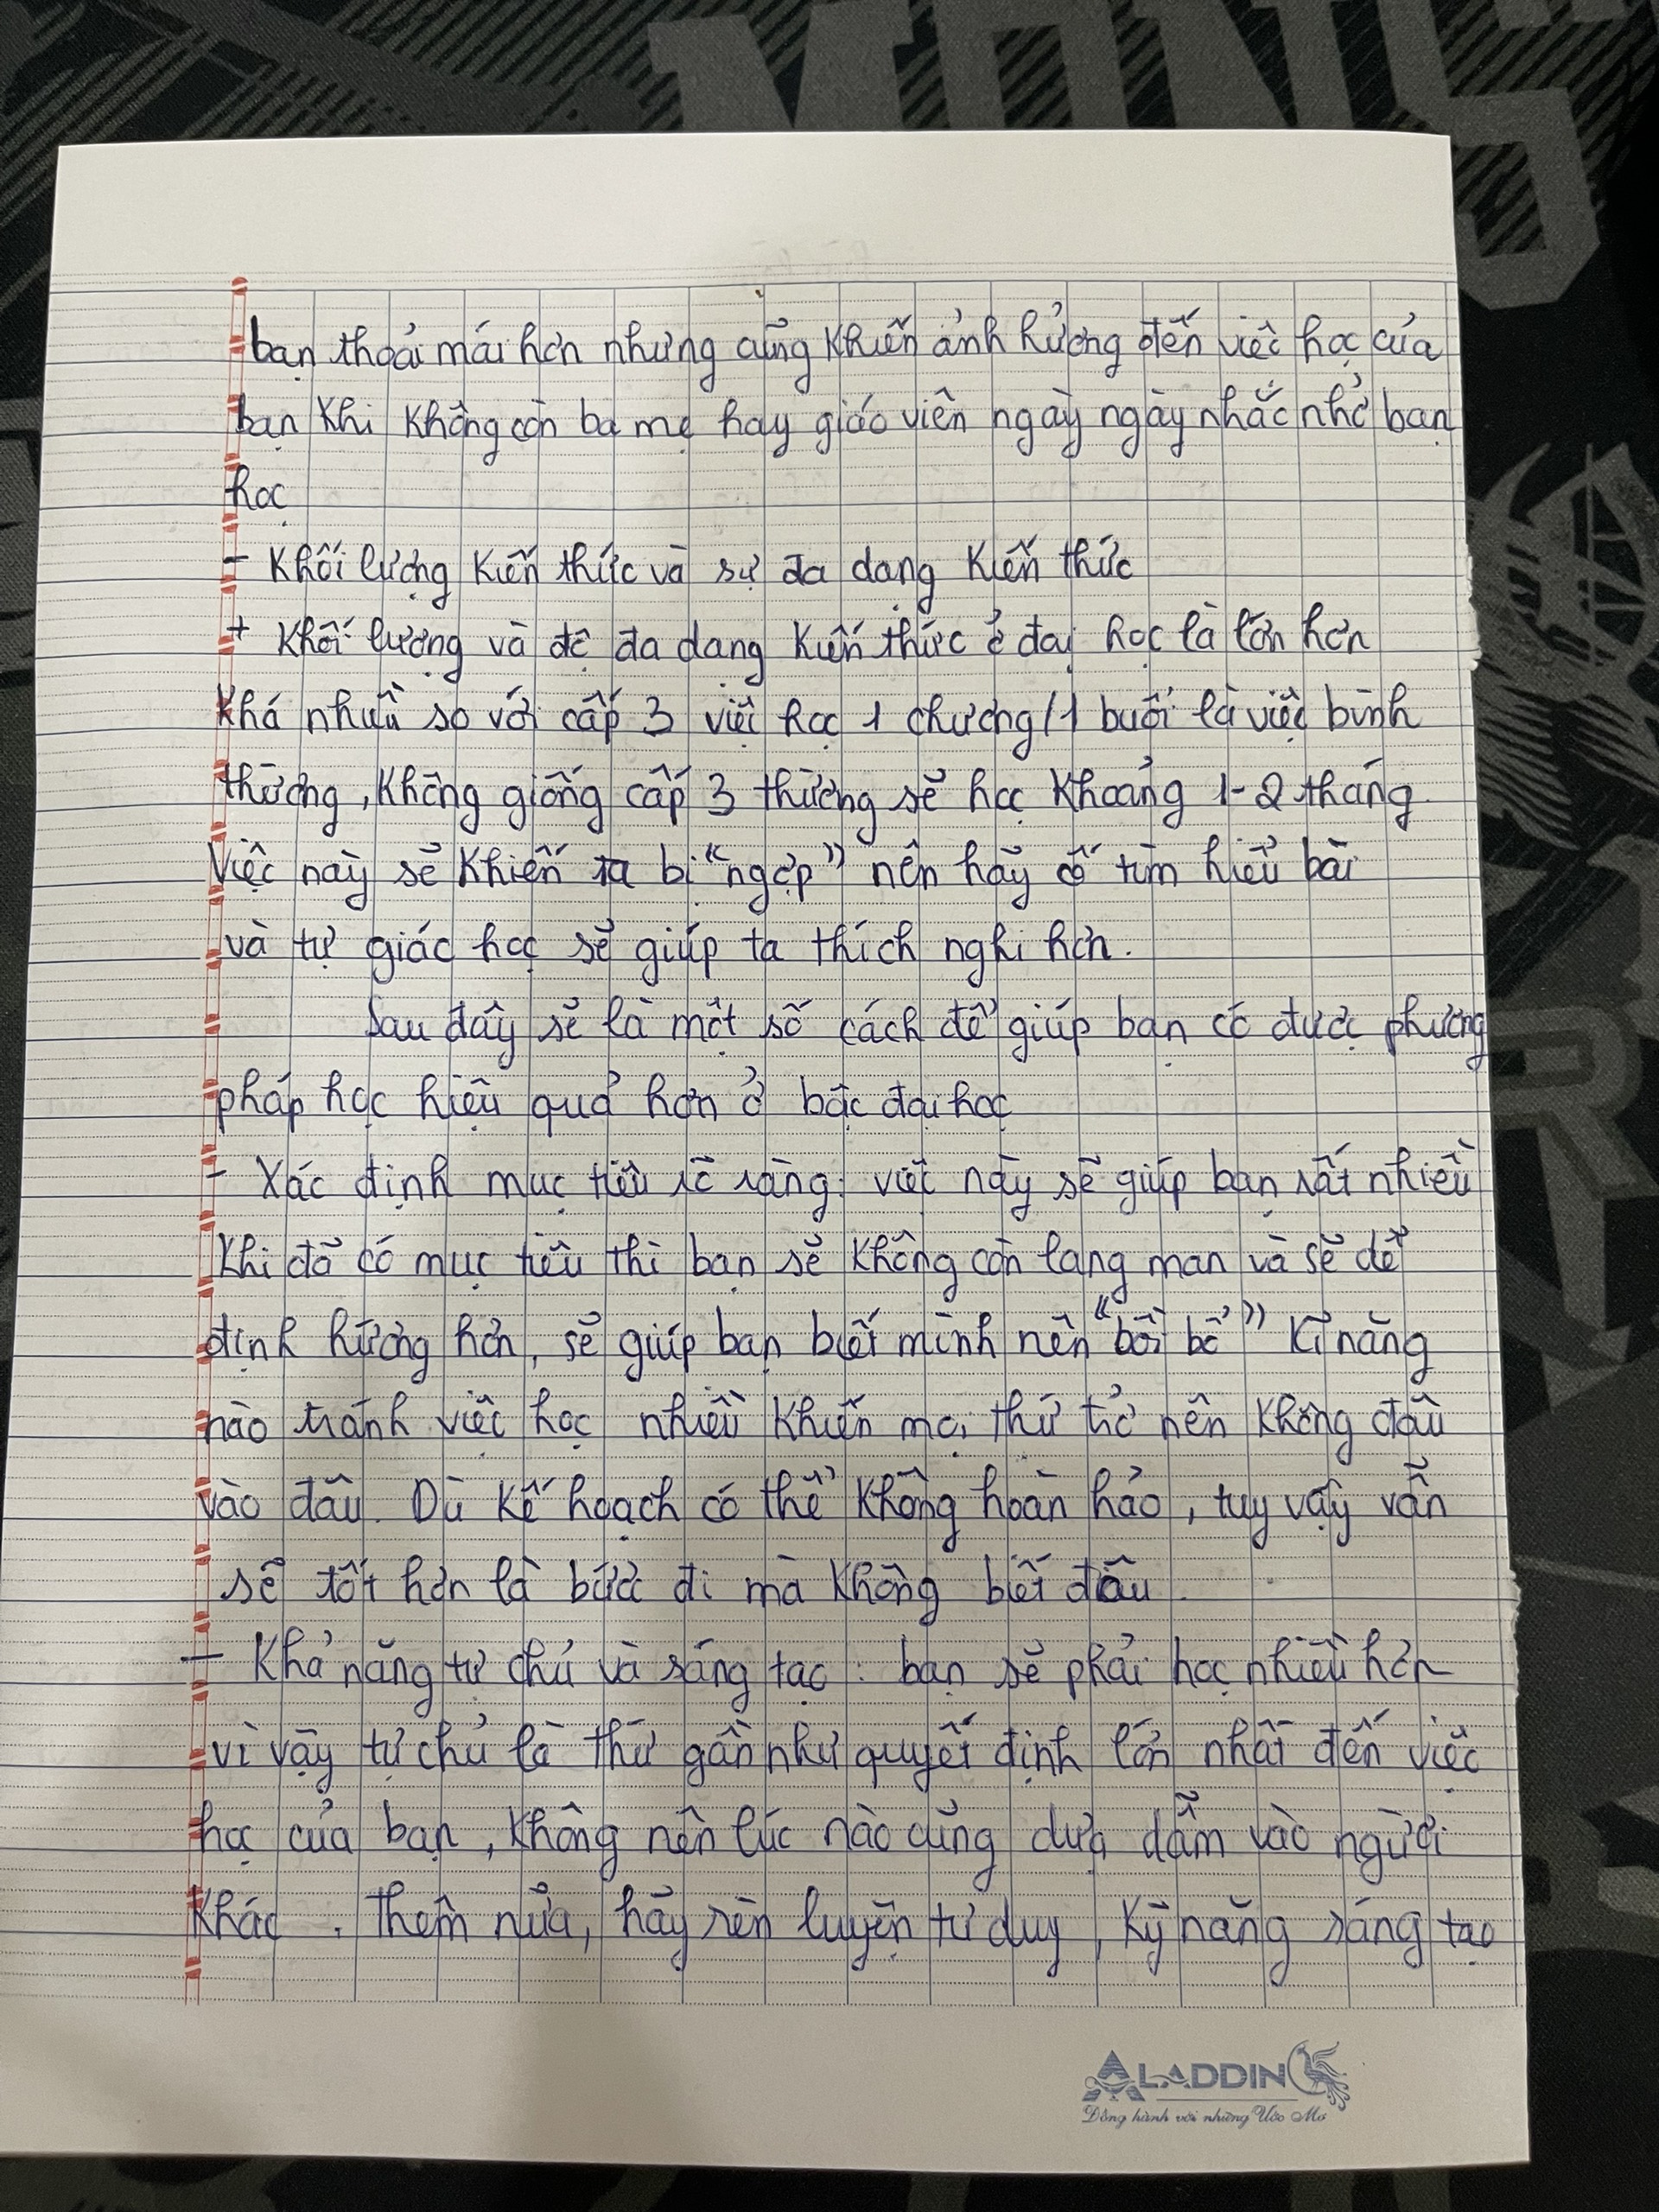 bạn thoải mái hơn nhưng cũng khiến ảnh hưởng đến việc học của
bạn khi không còn ba mẹ hay giáo viên ngày ngày nhắc nhở bạn
học
- Khối lượng kiến thức và sự đa dạng kiến thức
+ Khối lượng và độ đa dạng kiến thức ở đại học là lớn hơn
khá nhiều so với cấp 3 việc học 1 chương/1 buổi là việc bình
thường, không giống cấp 3 thường sẽ học khoảng 1-2 tháng.
Việc này sẽ khiến ta bị "ngợp" nên hãy cố tìm hiểu bài
và tự giác học sẽ giúp ta thích nghi hơn.
Sau đây sẽ là một số cách để giúp bạn có được phương
pháp học hiệu quả hơn ở bậc đại học
- Xác định mục tiêu rõ ràng: việc này sẽ giúp bạn rất nhiều
Khi đã có mục tiêu thì bạn sẽ không còn lang man và sẽ dễ
định hướng hơn, sẽ giúp bạn biết mình nên "bồi bổ" kĩ năng
nào tránh việc học nhiều khiến mọi thứ trở nên không đâu
vào đâu. Dù kế hoạch có thể không hoàn hảo, tuy vậy vẫn
sẽ tốt hơn là bước đi mà không biết đâu.
- Khả năng tự chủ và sáng tạo: bạn sẽ phải học nhiều hơn
vì vậy tự chủ là thứ gần như quyết định lớn nhất đến việc
học của bạn, không nên lúc nào cũng dựa dẫm vào người
khác. Thêm nữa, hãy rèn luyện tư duy, kỹ năng sáng tạo
ALADDIN
Đồng hành với những Ước Mơ